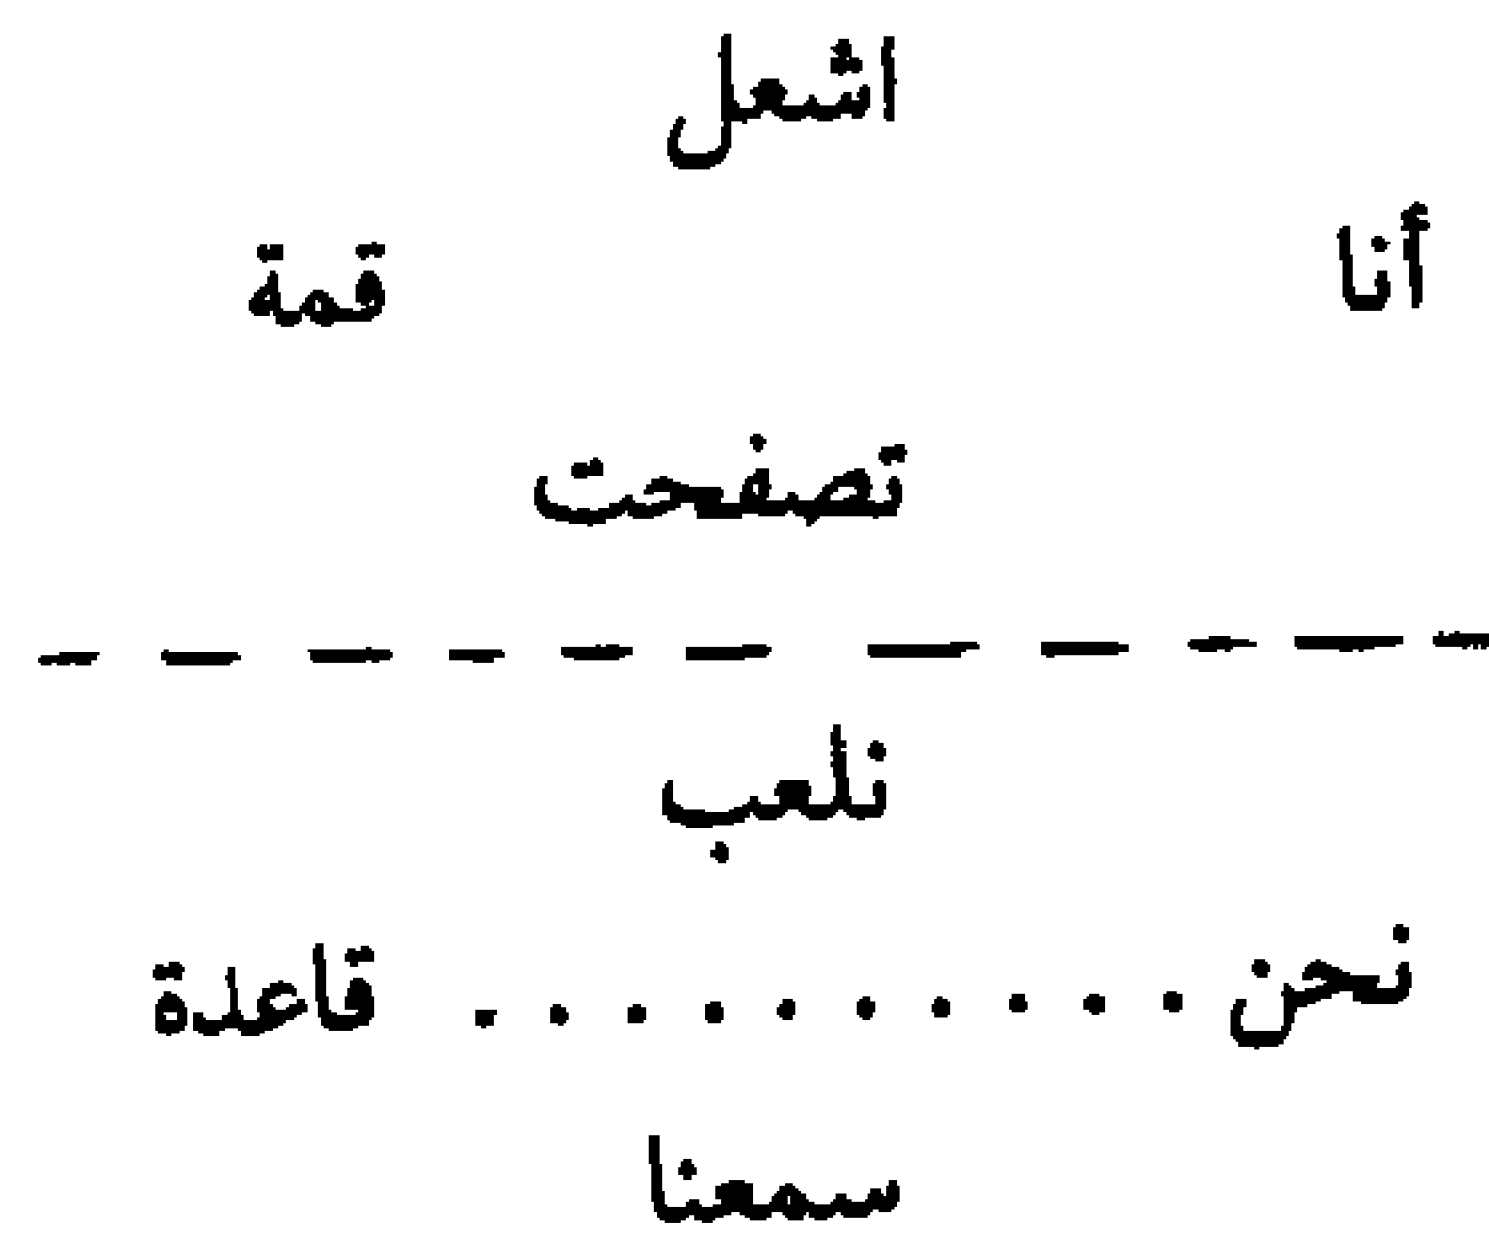 اشعل
أنا قمة
تصفحت
نلعب
نحن . . . . . . . . . . قاعدة
سمعنا